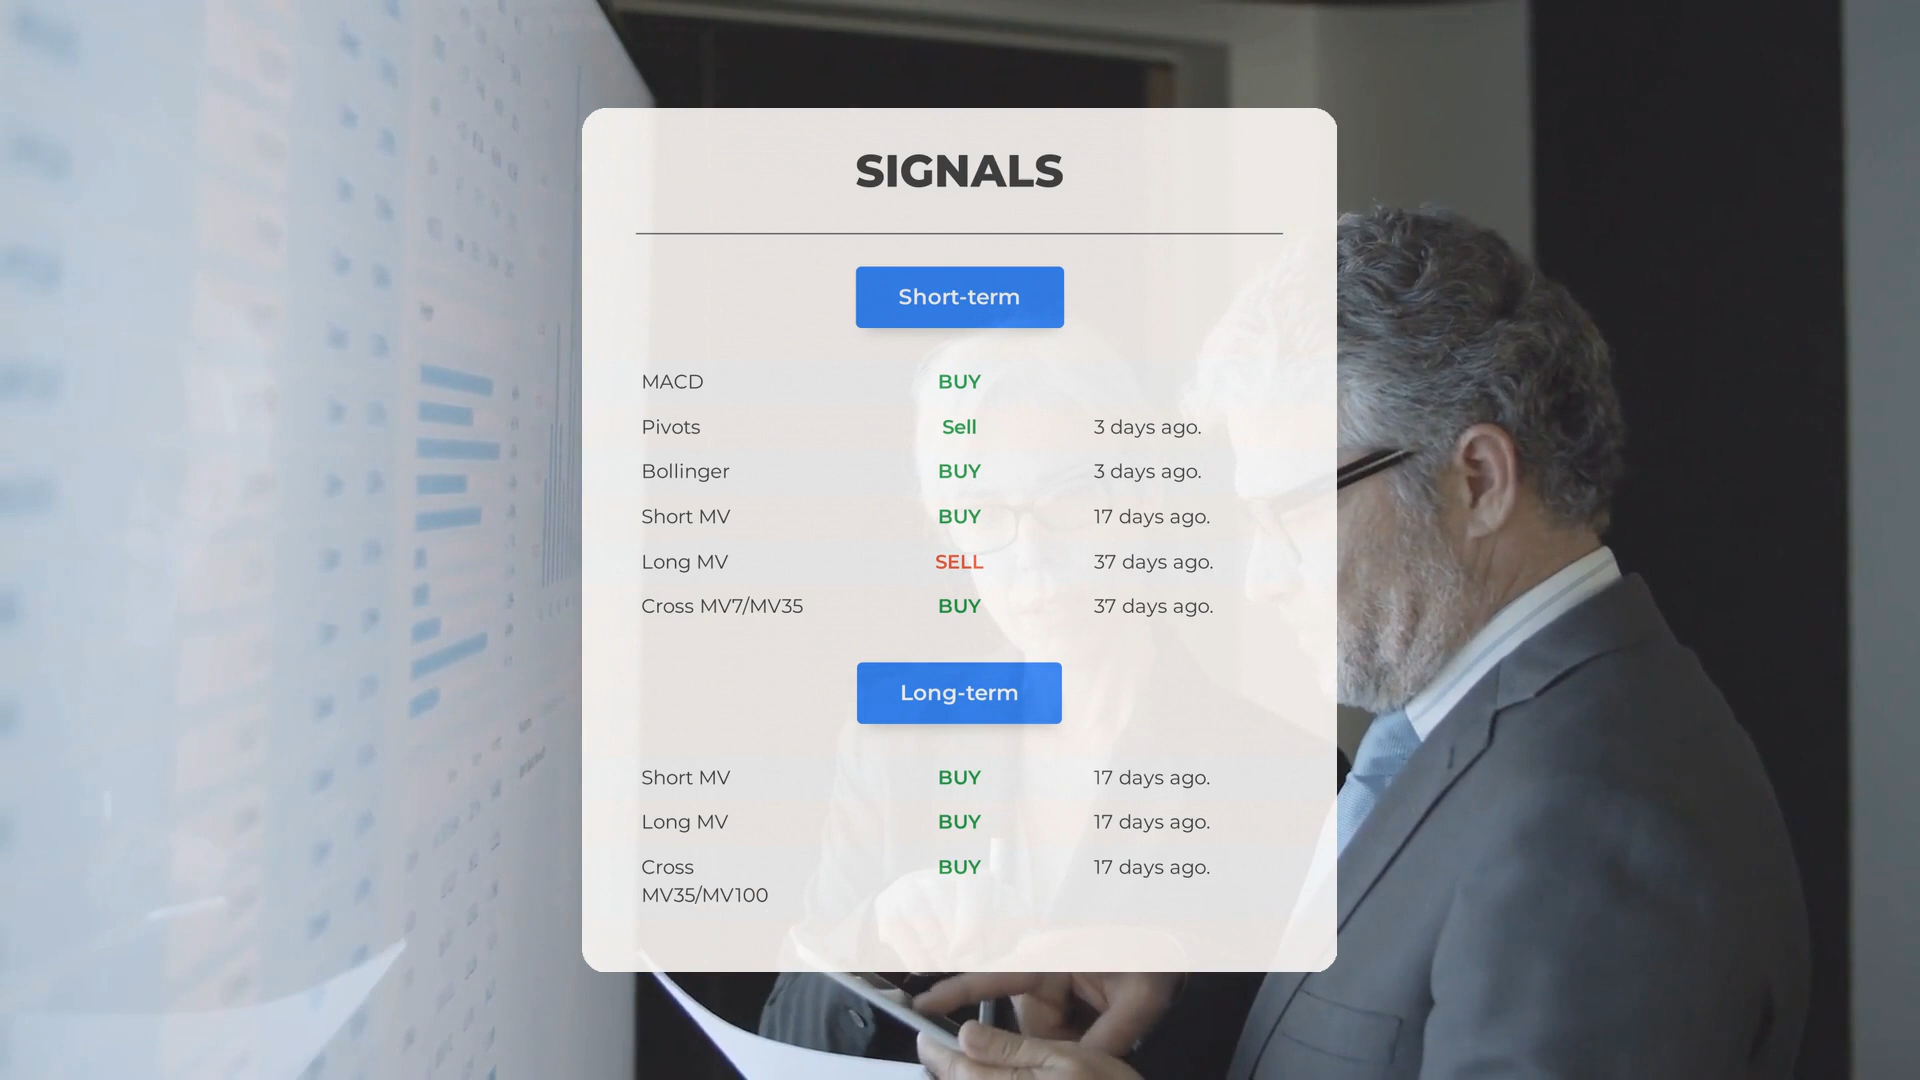 SIGNALS
Short-term
MACD BUY
Pivots Sell 3 days ago.
Bollinger BUY 3 days ago.
Short MV BUY 17 days ago.
Long MV SELL 37 days ago.
Cross MV7/MV35 BUY 37 days ago.
Long-term
Short MV BUY 17 days ago.
Long MV BUY 17 days ago.
Cross BUY 17 days ago.
MV35/MV100